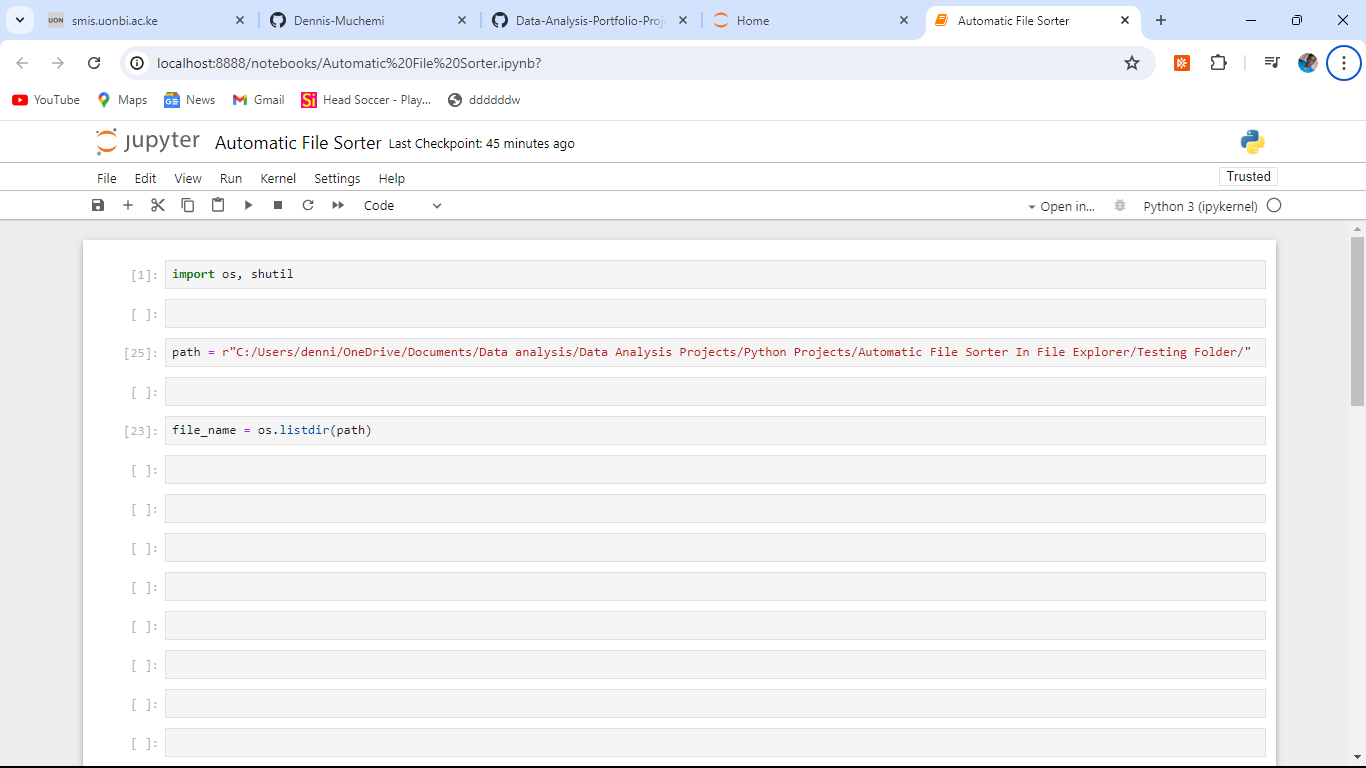 smis.uonbi.ac.ke Dennis-Muchemi Data-Analysis-Portfolio-Proj Home Automatic File Sorter
localhost:8888/notebooks/Automatic%20File%20Sorter.ipynb?
YouTube Maps News Gmail Head Soccer - Play... ddddddw
jupyter Automatic File Sorter Last Checkpoint: 45 minutes ago
File Edit View Run Kernel Settings Help Trusted
Code Open in... Python 3 (ipykernel)
[1]: import os, shutil
[ ]:
[25]: path = r"C:/Users/denni/OneDrive/Documents/Data analysis/Data Analysis Projects/Python Projects/Automatic File Sorter In File Explorer/Testing Folder/"
[ ]:
[23]: file_name = os.listdir(path)
[ ]:
[ ]:
[ ]:
[ ]:
[ ]:
[ ]:
[ ]:
[ ]: